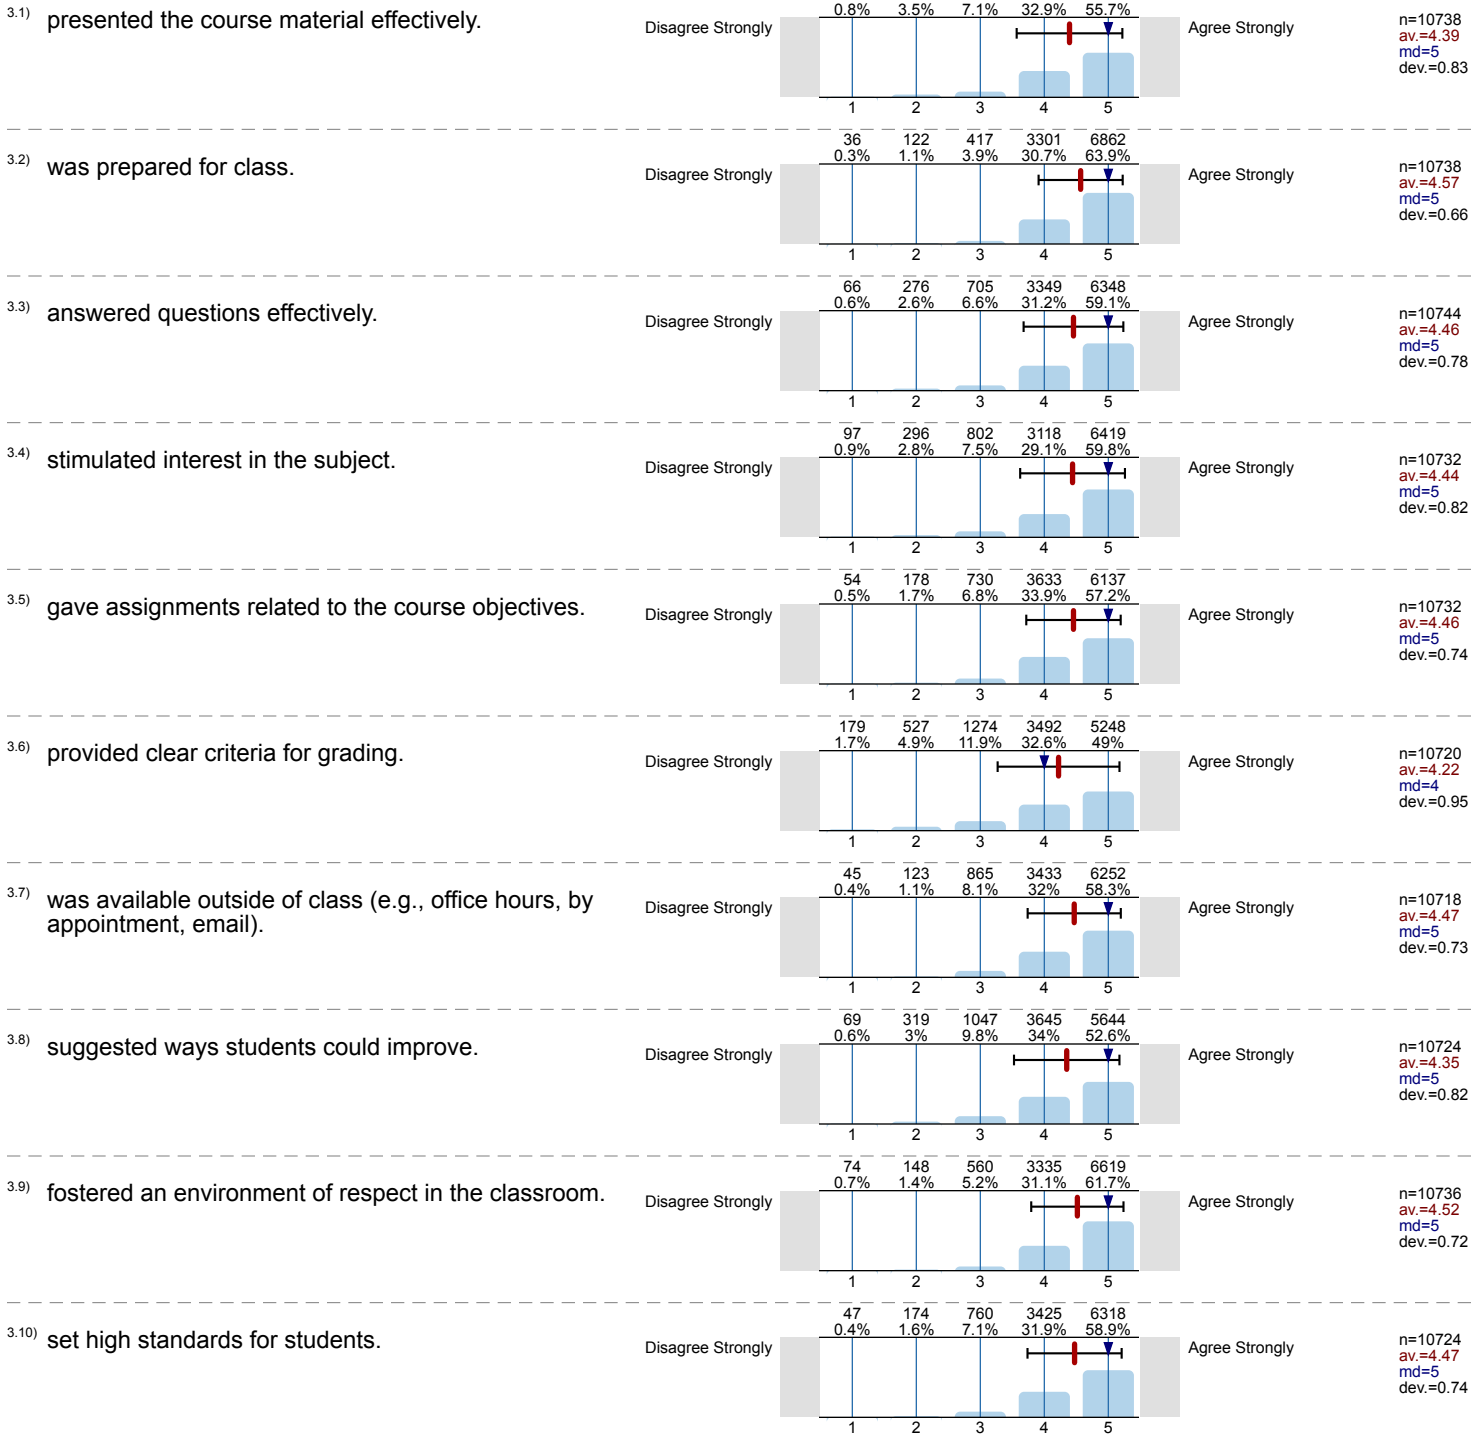 3.1) presented the course material effectively.
Disagree Strongly
0.8% 3.5% 7.1% 32.9% 55.7%
1 2 3 4 5
Agree Strongly
n=10738
av.=4.39
md=5
dev.=0.83
3.2) was prepared for class.
Disagree Strongly
36 122 417 3301 6862
0.3% 1.1% 3.9% 30.7% 63.9%
1 2 3 4 5
Agree Strongly
n=10738
av.=4.57
md=5
dev.=0.66
3.3) answered questions effectively.
Disagree Strongly
66 276 705 3349 6348
0.6% 2.6% 6.6% 31.2% 59.1%
1 2 3 4 5
Agree Strongly
n=10744
av.=4.46
md=5
dev.=0.78
3.4) stimulated interest in the subject.
Disagree Strongly
97 296 802 3118 6419
0.9% 2.8% 7.5% 29.1% 59.8%
1 2 3 4 5
Agree Strongly
n=10732
av.=4.44
md=5
dev.=0.82
3.5) gave assignments related to the course objectives.
Disagree Strongly
54 178 730 3633 6137
0.5% 1.7% 6.8% 33.9% 57.2%
1 2 3 4 5
Agree Strongly
n=10732
av.=4.46
md=5
dev.=0.74
3.6) provided clear criteria for grading.
Disagree Strongly
179 527 1274 3492 5248
1.7% 4.9% 11.9% 32.6% 49%
1 2 3 4 5
Agree Strongly
n=10720
av.=4.22
md=4
dev.=0.95
3.7) was available outside of class (e.g., office hours, by
appointment, email).
Disagree Strongly
45 123 865 3433 6252
0.4% 1.1% 8.1% 32% 58.3%
1 2 3 4 5
Agree Strongly
n=10718
av.=4.47
md=5
dev.=0.73
3.8) suggested ways students could improve.
Disagree Strongly
69 319 1047 3645 5644
0.6% 3% 9.8% 34% 52.6%
1 2 3 4 5
Agree Strongly
n=10724
av.=4.35
md=5
dev.=0.82
3.9) fostered an environment of respect in the classroom.
Disagree Strongly
74 148 560 3335 6619
0.7% 1.4% 5.2% 31.1% 61.7%
1 2 3 4 5
Agree Strongly
n=10736
av.=4.52
md=5
dev.=0.72
3.10) set high standards for students.
Disagree Strongly
47 174 760 3425 6318
0.4% 1.6% 7.1% 31.9% 58.9%
1 2 3 4 5
Agree Strongly
n=10724
av.=4.47
md=5
dev.=0.74